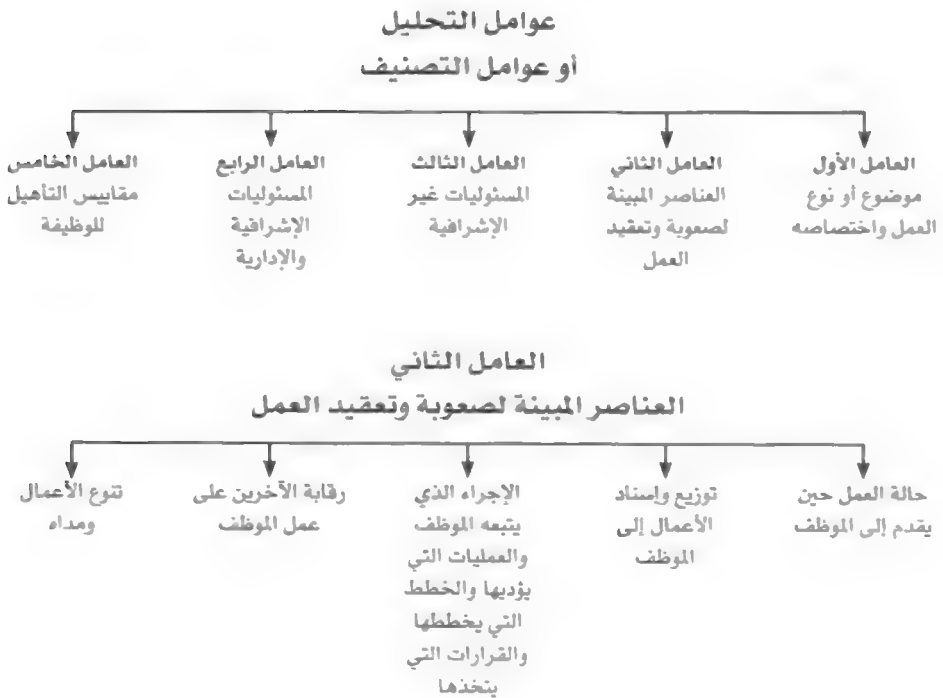 عوامل التحليل
أو عوامل التصنيف
العامل الأول
موضوع أو نوع
العمل واختصاصه
العامل الثاني
العناصر المبينة
لصعوبة وتعقيد
العمل
العامل الثالث
المسئوليات غير
الإشرافية
العامل الرابع
المسئوليات
الإشرافية
والإدارية
العامل الخامس
مقاييس التأهيل
للوظيفة
العامل الثاني
العناصر المبينة لصعوبة وتعقيد العمل
حالة العمل حين
يقدم إلى الموظف
توزيع وإسناد
الأعمال إلى
الموظف
الإجراء الذي
يتبعه الموظف
والعمليات التي
يؤديها والخطط
التي يخططها
والقرارات التي
يتخذها
رقابة الآخرين على
عمل الموظف
تنوع الأعمال
ومداه